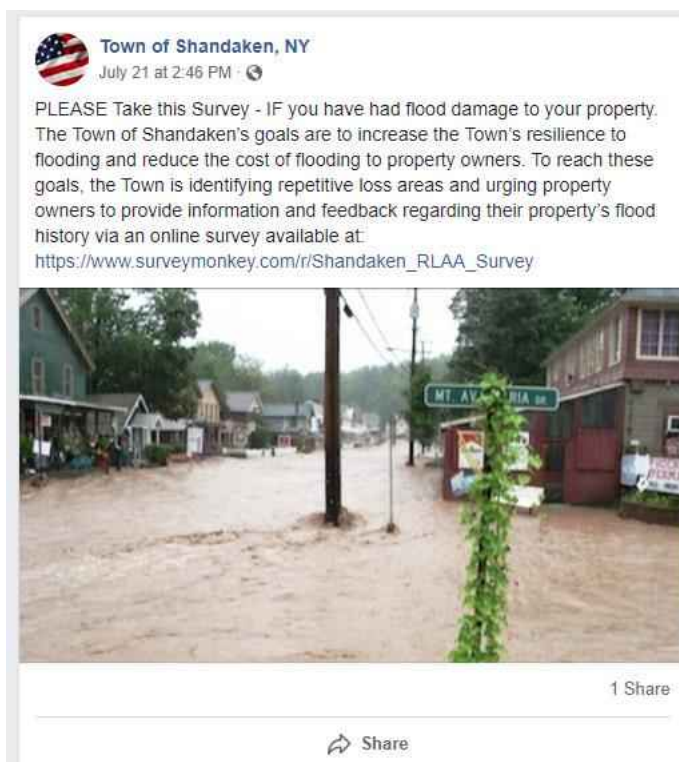 Town of Shandaken, NY
July 21 at 2:46 PM ·
PLEASE Take this Survey - IF you have had flood damage to your property.
The Town of Shandaken's goals are to increase the Town's resilience to
flooding and reduce the cost of flooding to property owners. To reach these
goals, the Town is identifying repetitive loss areas and urging property
owners to provide information and feedback regarding their property's flood
history via an online survey available at:
https://www.surveymonkey.com/r/Shandaken_RLAA_Survey
MT. AV
RIA DR
1 Share
Share